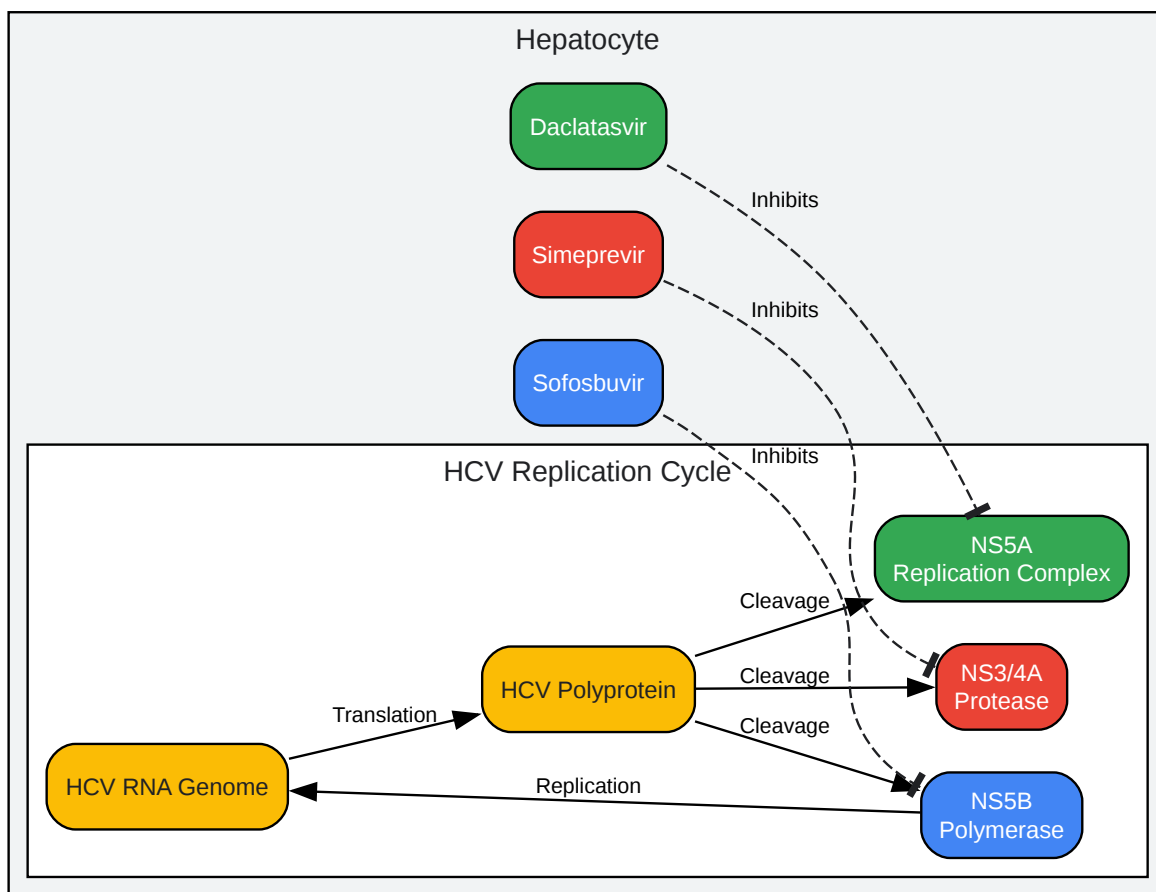 Hepatocyte
Daclatasvir
Inhibits
Simeprevir
Inhibits
Sofosbuvir
Inhibits
HCV Replication Cycle
NS5A
Replication Complex
Cleavage
HCV Polyprotein
Cleavage
NS3/4A
Protease
Translation
Cleavage
HCV RNA Genome
Replication
NS5B
Polymerase